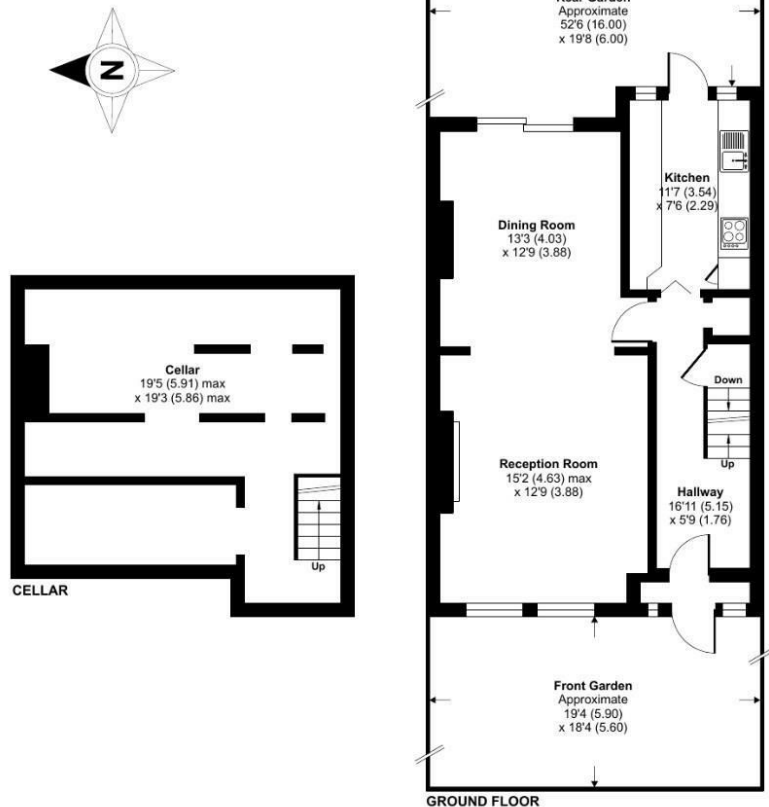 N
Rear Garden
Approximate
52'6 (16.00)
x 19'8 (6.00)
Kitchen
11'7 (3.54)
x 7'6 (2.29)
Dining Room
13'3 (4.03)
x 12'9 (3.88)
Cellar
19'5 (5.91) max
x 19'3 (5.86) max
Up
CELLAR
Down
Up
Reception Room
15'2 (4.63) max
x 12'9 (3.88)
Hallway
16'11 (5.15)
x 5'9 (1.76)
Front Garden
Approximate
19'4 (5.90)
x 18'4 (5.60)
GROUND FLOOR